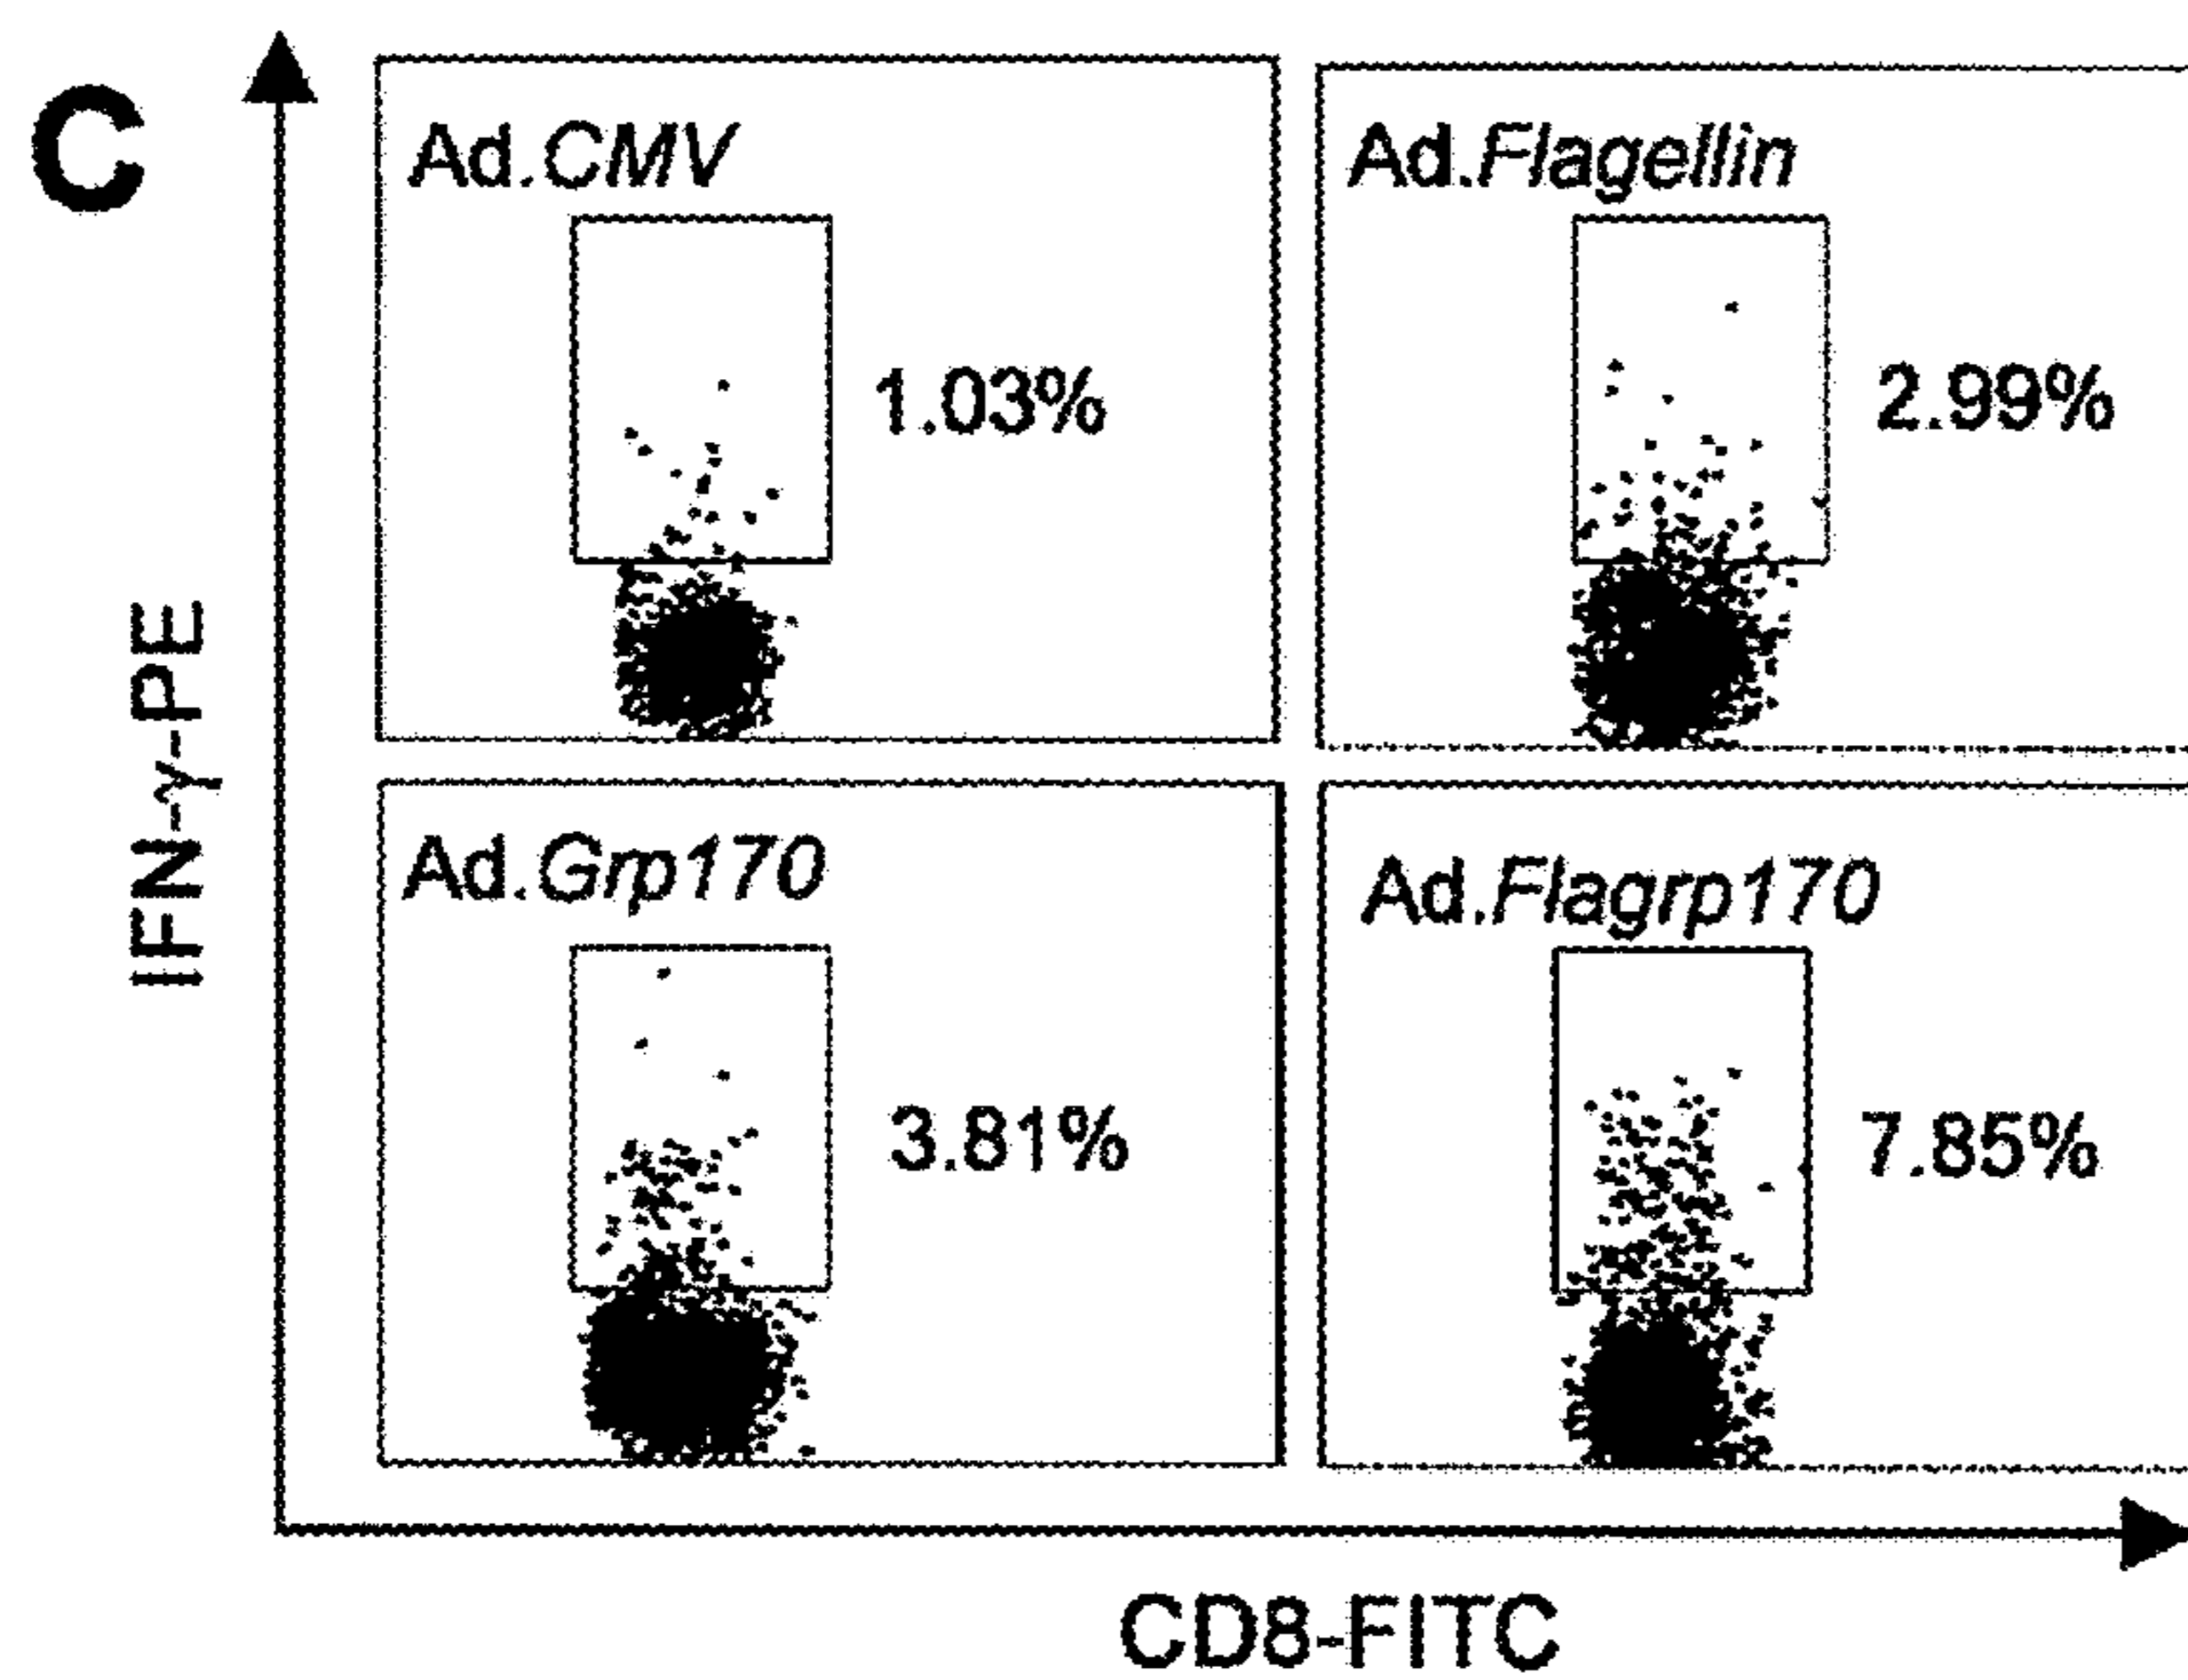 C
Ad.CMV
1.03%
Ad.Flagellin
2.99%
Ad.Grp170
3.81%
Ad.Flagrp170
7.85%
IFN-γ-PE
CD8-FITC